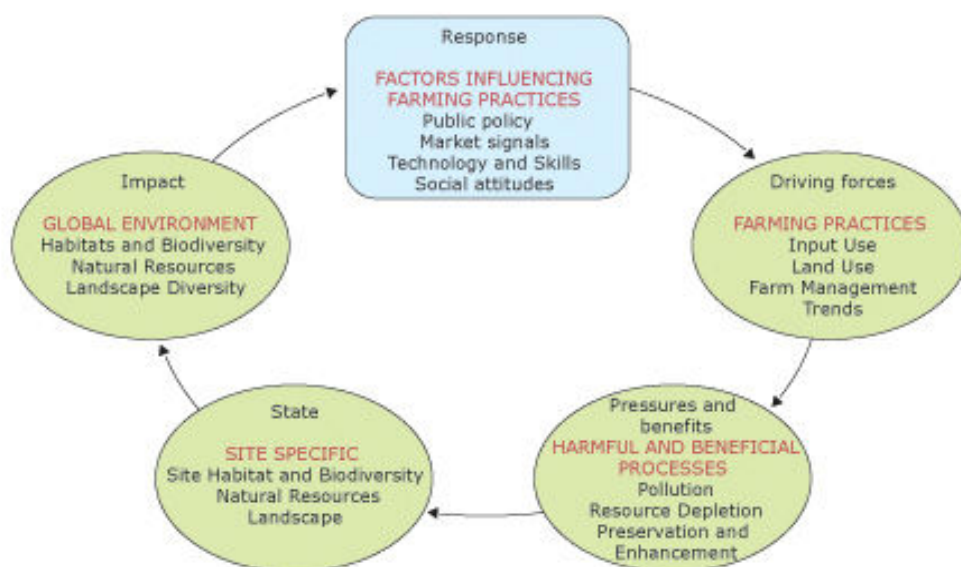 Response
FACTORS INFLUENCING
FARMING PRACTICES
Public policy
Market signals
Technology and Skills
Social attitudes
Driving forces
FARMING PRACTICES
Input Use
Land Use
Farm Management
Trends
Pressures and
benefits
HARMFUL AND BENEFICIAL
PROCESSES
Pollution
Resource Depletion
Preservation and
Enhancement
State
SITE SPECIFIC
Site Habitat and Biodiversity
Natural Resources
Landscape
Impact
GLOBAL ENVIRONMENT
Habitats and Biodiversity
Natural Resources
Landscape Diversity